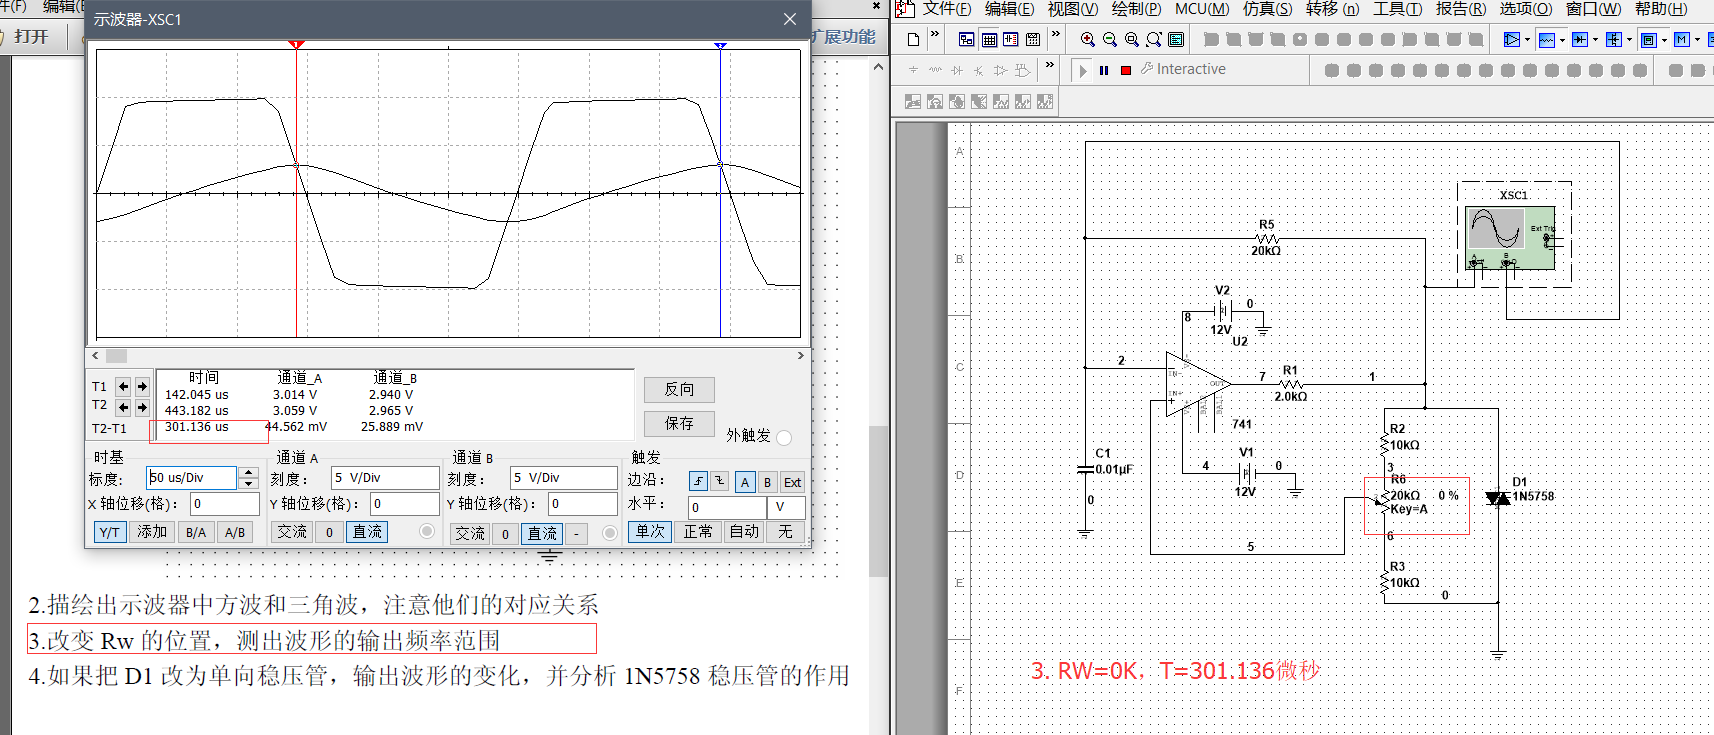 件(F) 编辑(E
示波器-XSC1
打开
扩展功能
时间 通道_A 通道_B
T1 142.045 us 3.014 V 2.940 V
T2 443.182 us 3.059 V 2.965 V
T2-T1 301.136 us 44.562 mV 25.889 mV
反向
保存
外触发
时基 通道 A 通道 B 触发
标度: 50 us/Div 刻度: 5 V/Div 刻度: 5 V/Div 边沿: A B Ext
X 轴位移(格): 0 Y 轴位移(格): 0 Y 轴位移(格): 0 水平: 0 V
Y/T 添加 B/A A/B 交流 0 直流 交流 0 直流 - 单次 正常 自动 无
2.描绘出示波器中方波和三角波，注意他们的对应关系
3.改变 Rw 的位置，测出波形的输出频率范围
4.如果把 D1 改为单向稳压管，输出波形的变化，并分析 1N5758 稳压管的作用
文件(F) 编辑(E) 视图(V) 绘制(P) MCU(M) 仿真(S) 转移 (n) 工具(T) 报告(R) 选项(O) 窗口(W) 帮助(H)
Interactive
A
B
C
D
E
F
XSC1
Ext Trig
A B
R5
20kΩ
V2
0
8
12V
U2
2
IN-
IN+
OUT
741
7
R1
2.0kΩ
1
R2
10kΩ
3
R6
20kΩ 0 %
Key=A
6
D1
1N5758
C1
0.01µF
0
V1
4
0
12V
5
R3
10kΩ
0
3. RW=0K，T=301.136微秒